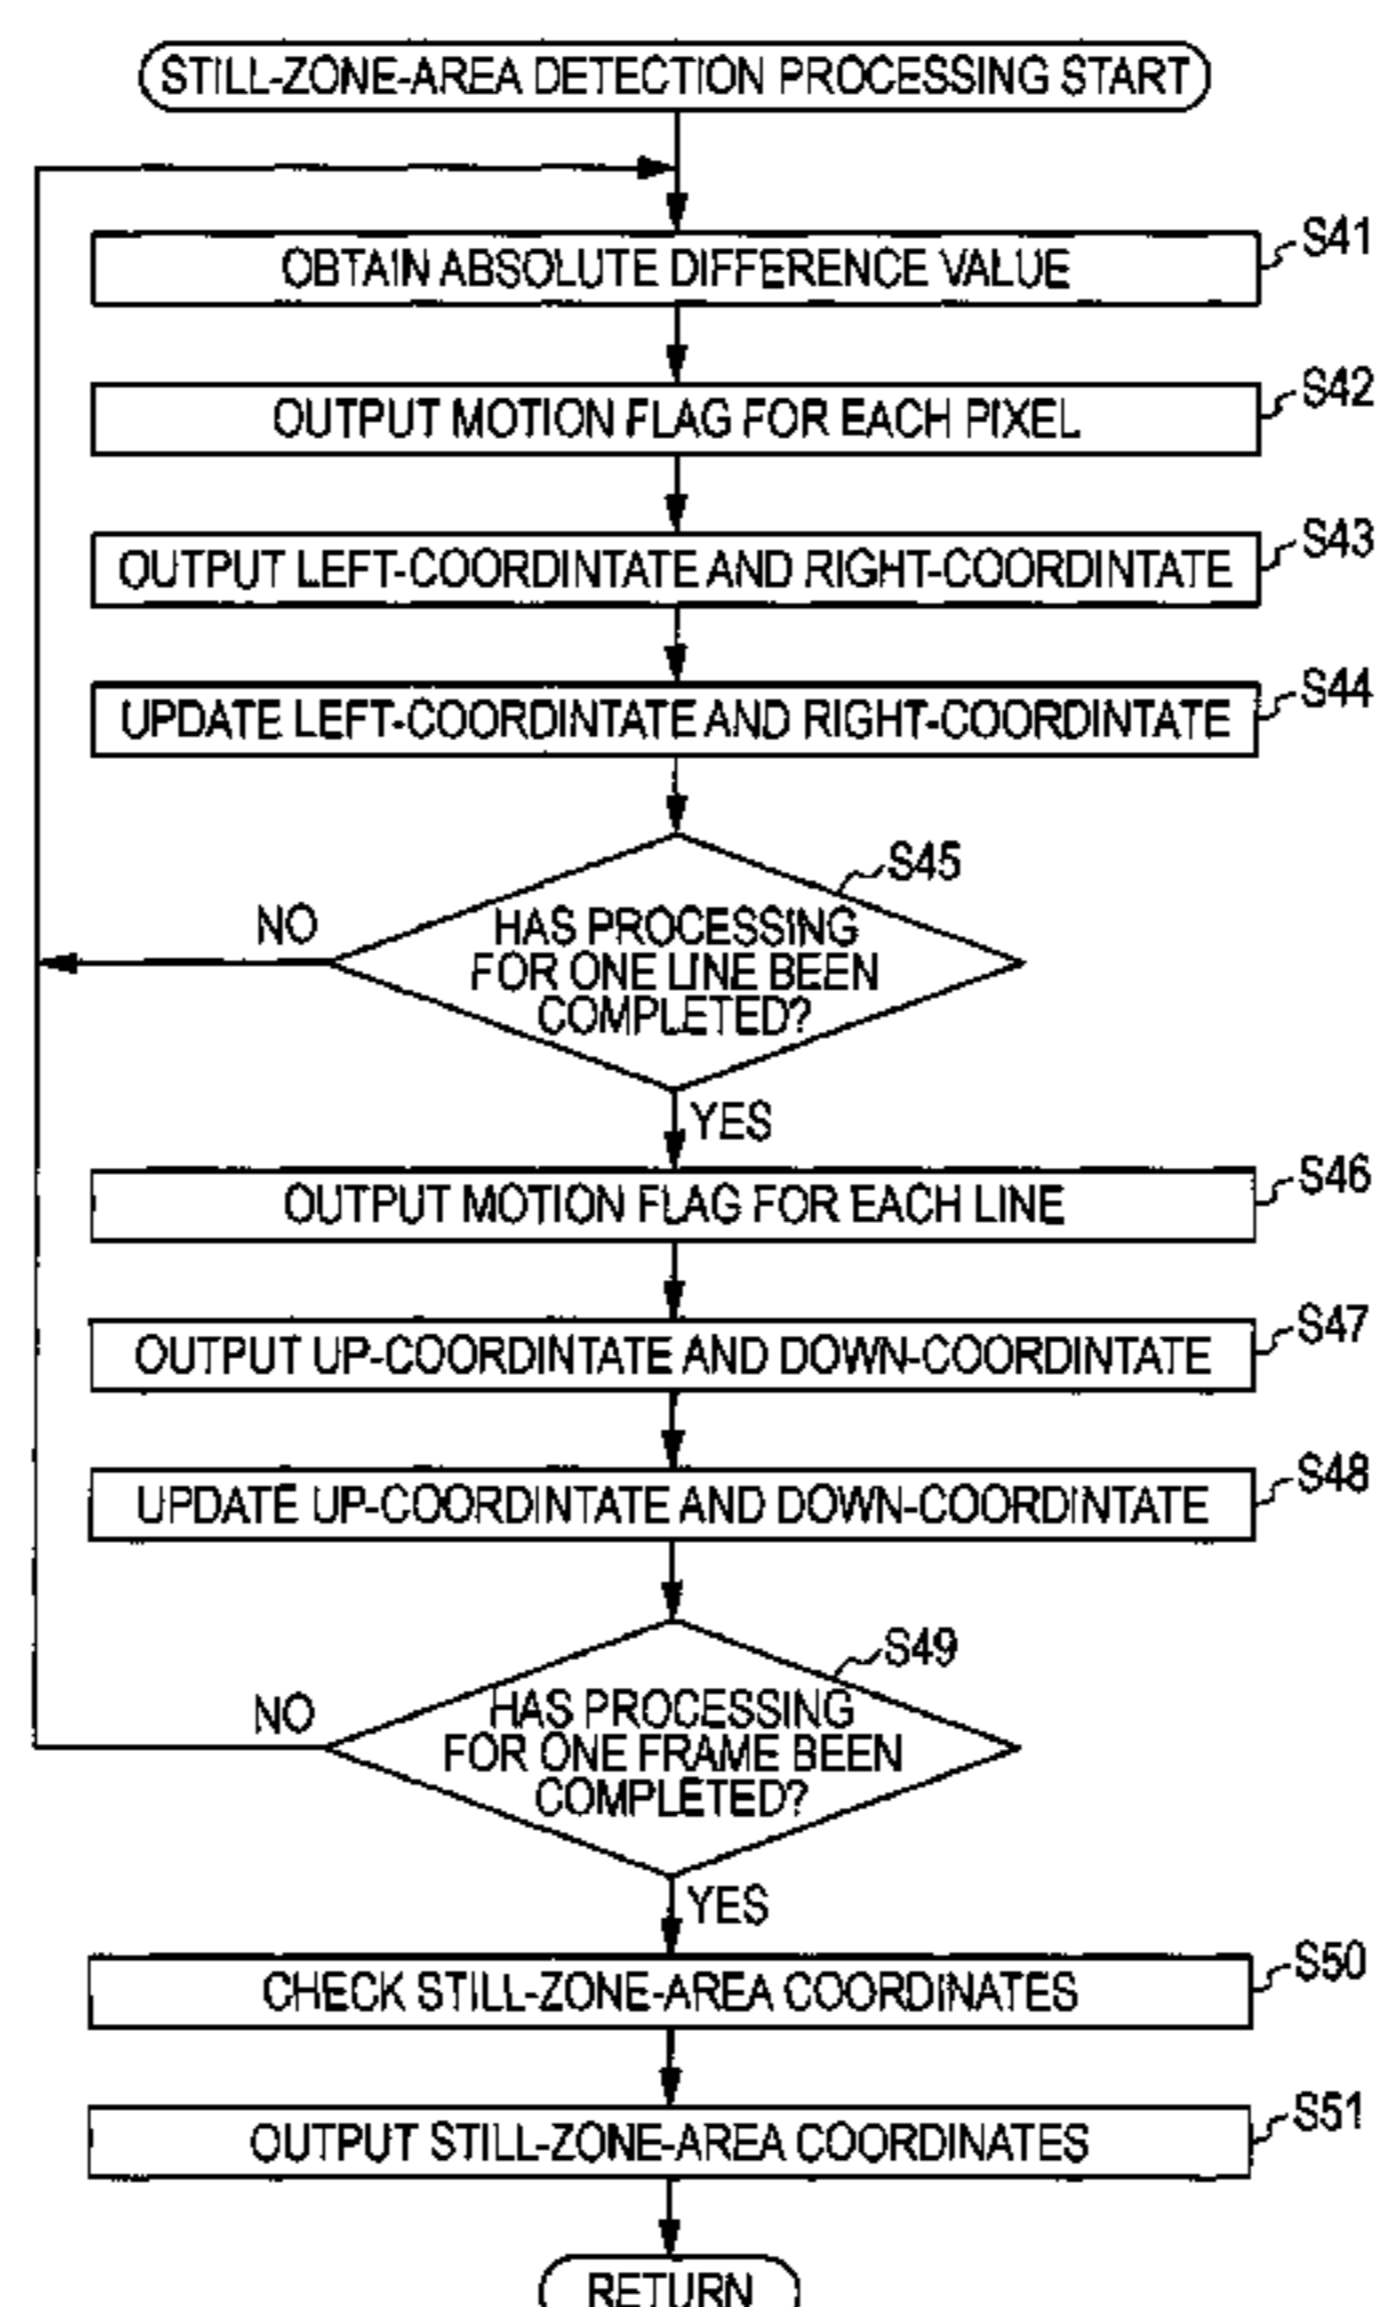 STILL-ZONE-AREA DETECTION PROCESSING START
S41
OBTAIN ABSOLUTE DIFFERENCE VALUE
S42
OUTPUT MOTION FLAG FOR EACH PIXEL
S43
OUTPUT LEFT-COORDINTATE AND RIGHT-COORDINTATE
S44
UPDATE LEFT-COORDINTATE AND RIGHT-COORDINTATE
S45
NO
HAS PROCESSING
FOR ONE LINE BEEN
COMPLETED?
YES
S46
OUTPUT MOTION FLAG FOR EACH LINE
S47
OUTPUT UP-COORDINTATE AND DOWN-COORDINTATE
S48
UPDATE UP-COORDINTATE AND DOWN-COORDINTATE
S49
NO
HAS PROCESSING
FOR ONE FRAME BEEN
COMPLETED?
YES
S50
CHECK STILL-ZONE-AREA COORDINATES
S51
OUTPUT STILL-ZONE-AREA COORDINATES
RETURN